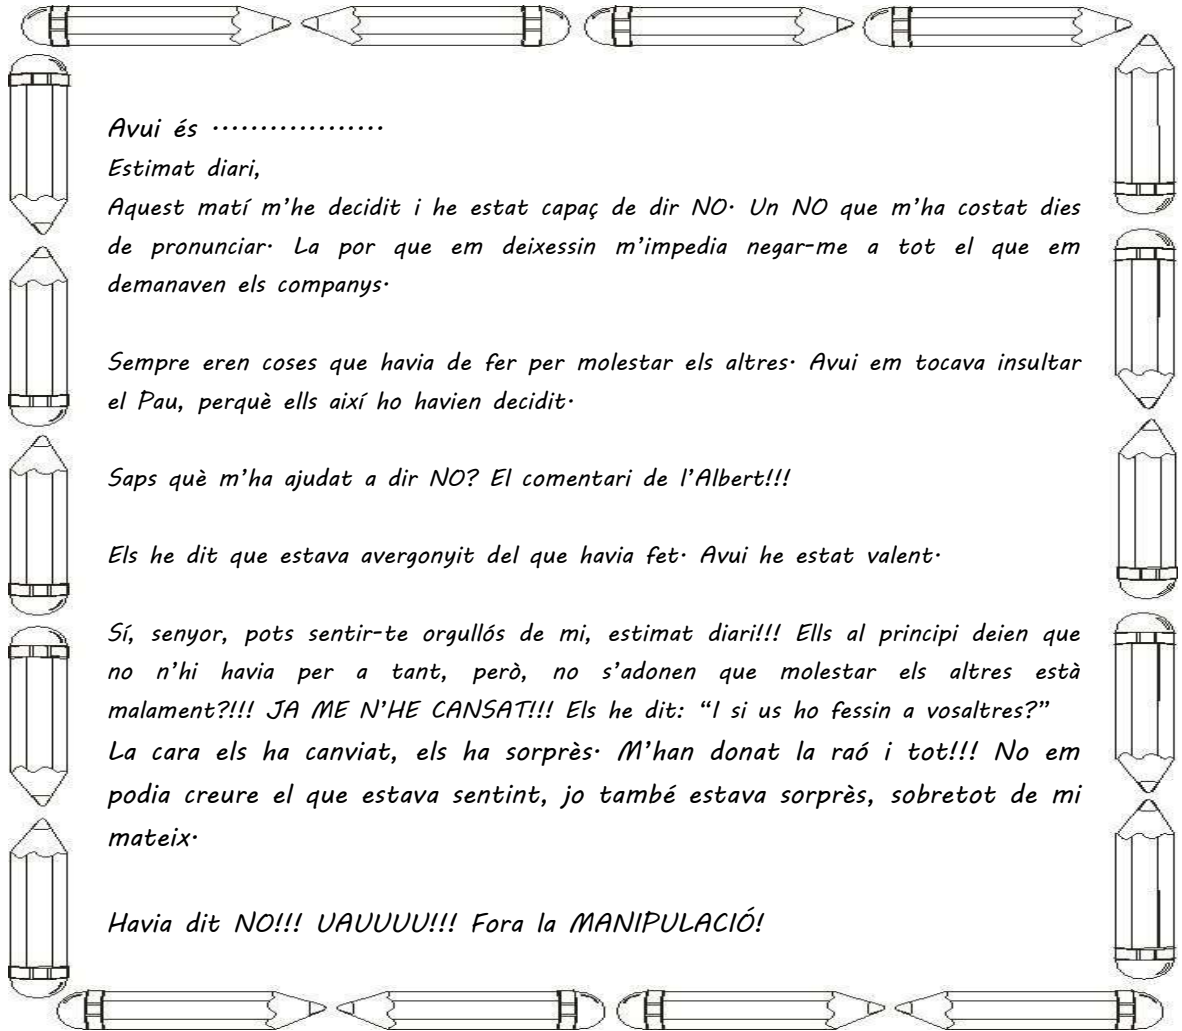 Avui és ··················
Estimat diari,
Aquest matí m’he decidit i he estat capaç de dir NO· Un NO que m’ha costat dies
de pronunciar· La por que em deixessin m’impedia negar-me a tot el que em
demanaven els companys·
Sempre eren coses que havia de fer per molestar els altres· Avui em tocava insultar
el Pau, perquè ells així ho havien decidit·
Saps què m’ha ajudat a dir NO? El comentari de l’Albert!!!
Els he dit que estava avergonyit del que havia fet· Avui he estat valent·
Sí, senyor, pots sentir-te orgullós de mi, estimat diari!!! Ells al principi deien que
no n’hi havia per a tant, però, no s’adonen que molestar els altres està
malament?!!! JA ME N’HE CANSAT!!! Els he dit: “I si us ho fessin a vosaltres?”
La cara els ha canviat, els ha sorprès· M’han donat la raó i tot!!! No em
podia creure el que estava sentint, jo també estava sorprès, sobretot de mi
mateix·
Havia dit NO!!! UAUUUU!!! Fora la MANIPULACIÓ!